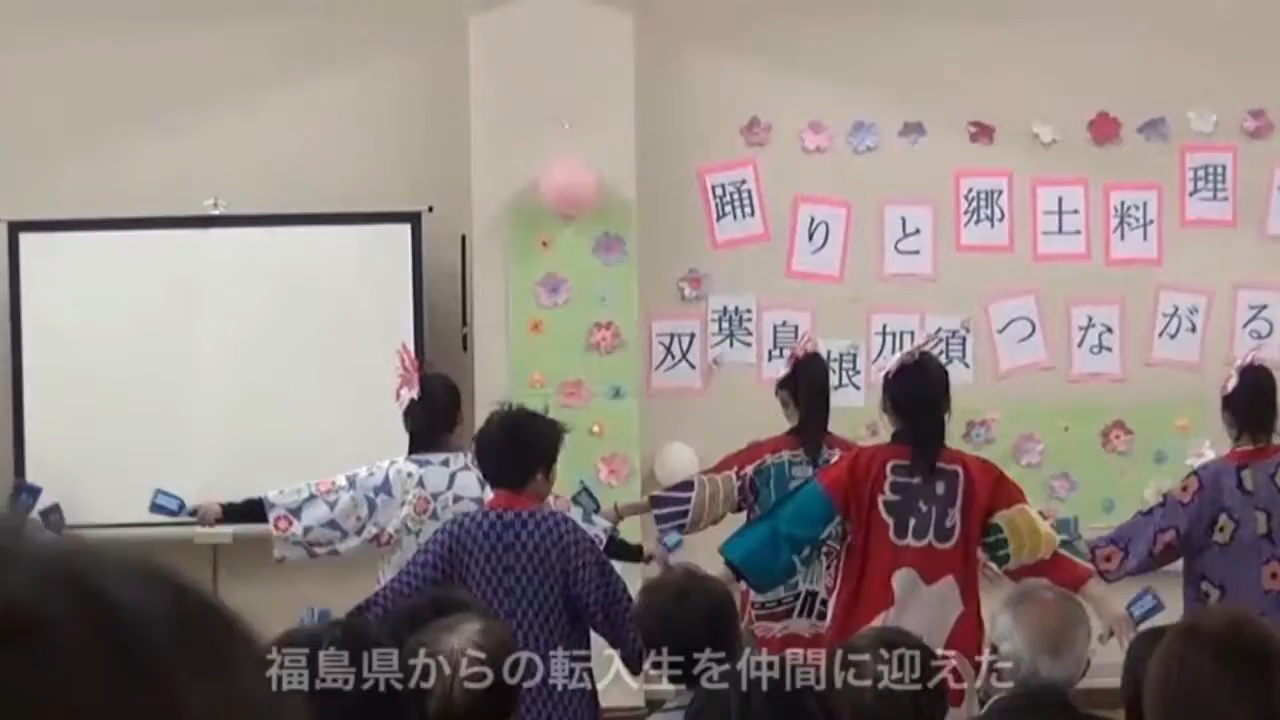 踊りと郷土料理
双葉島根加須つながる
祝
福島県からの転入生を仲間に迎えた